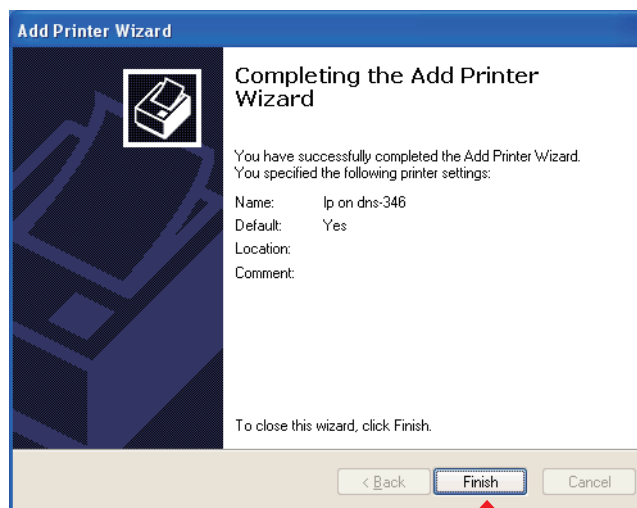 Add Printer Wizard
Completing the Add Printer
Wizard
You have successfully completed the Add Printer Wizard.
You specified the following printer settings:
Name: lp on dns-346
Default: Yes
Location:
Comment:
To close this wizard, click Finish.
< Back Finish Cancel